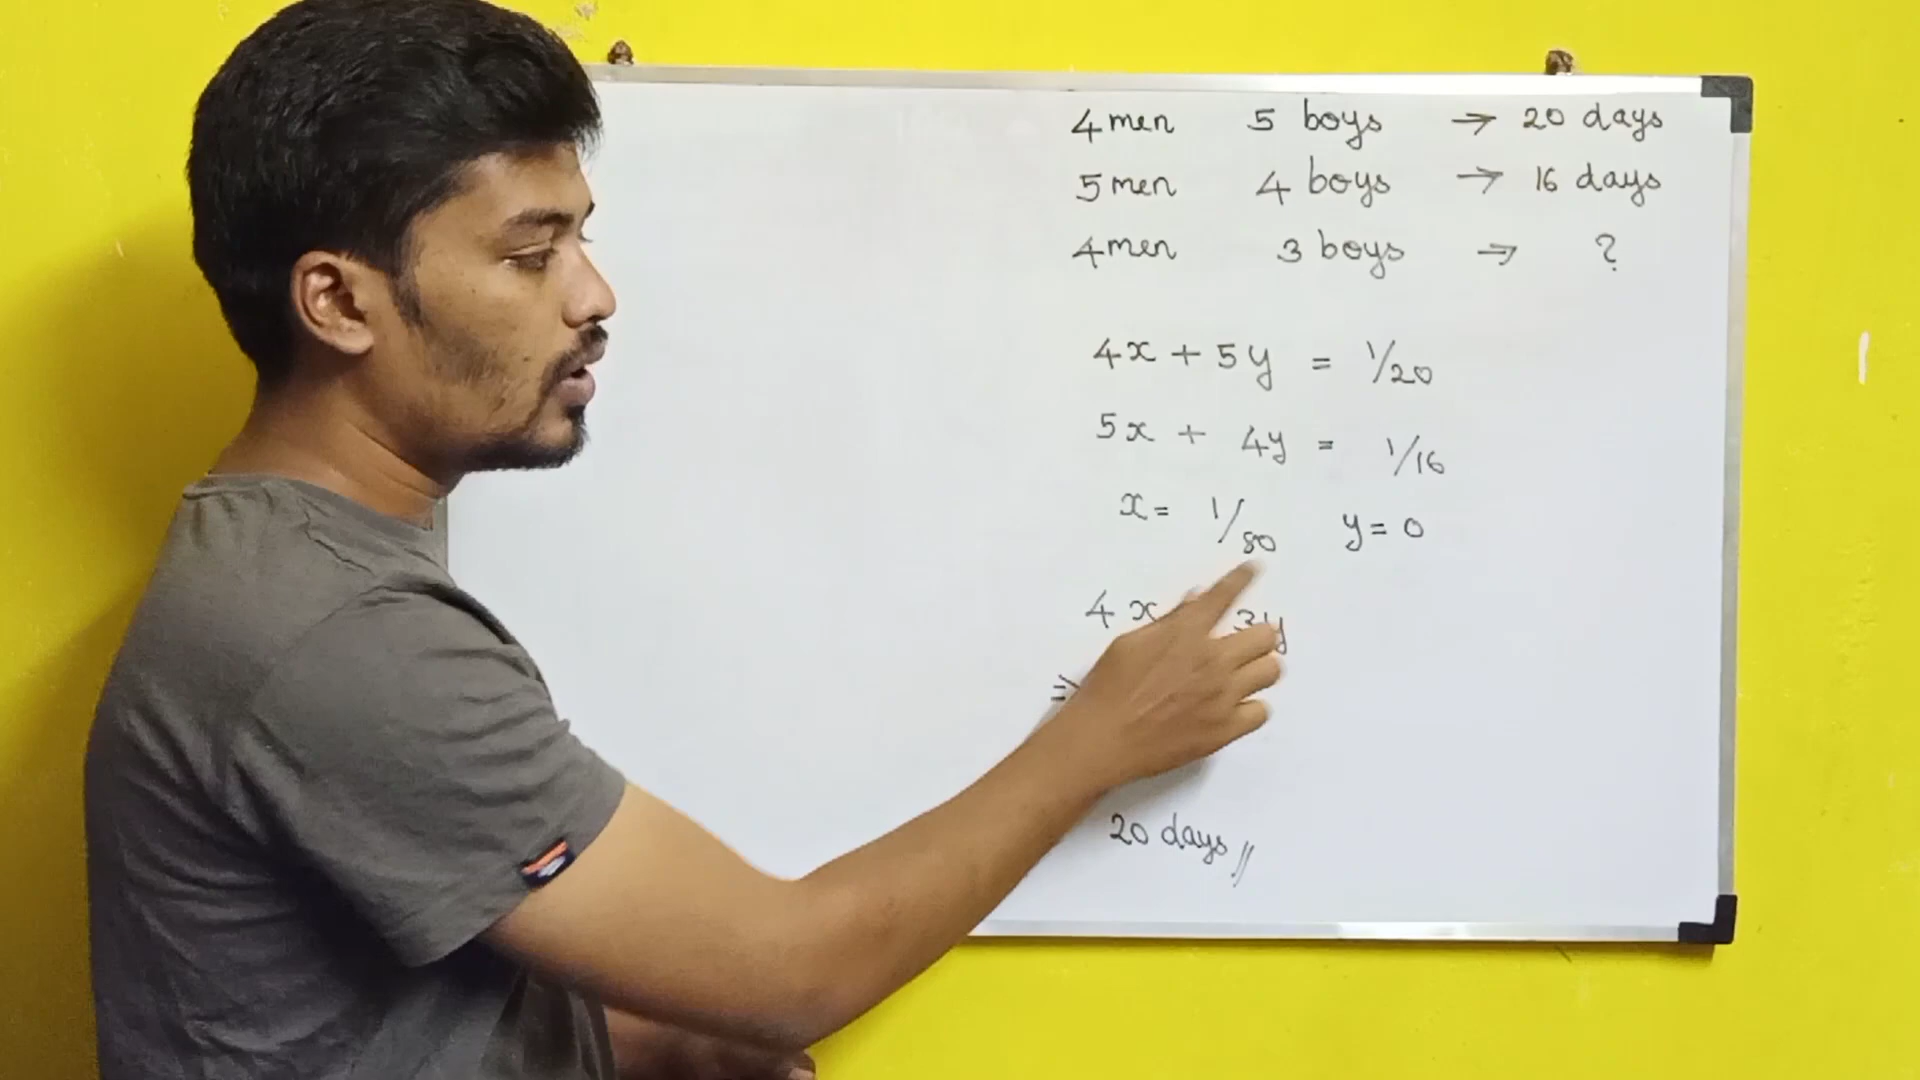 4 men 5 boys → 20 days
5 men 4 boys → 16 days
4 men 3 boys → ?
4x + 5y = 1/20
5x + 4y = 1/16
x = 1/80 y = 0
4x 3y
⇒
20 days //